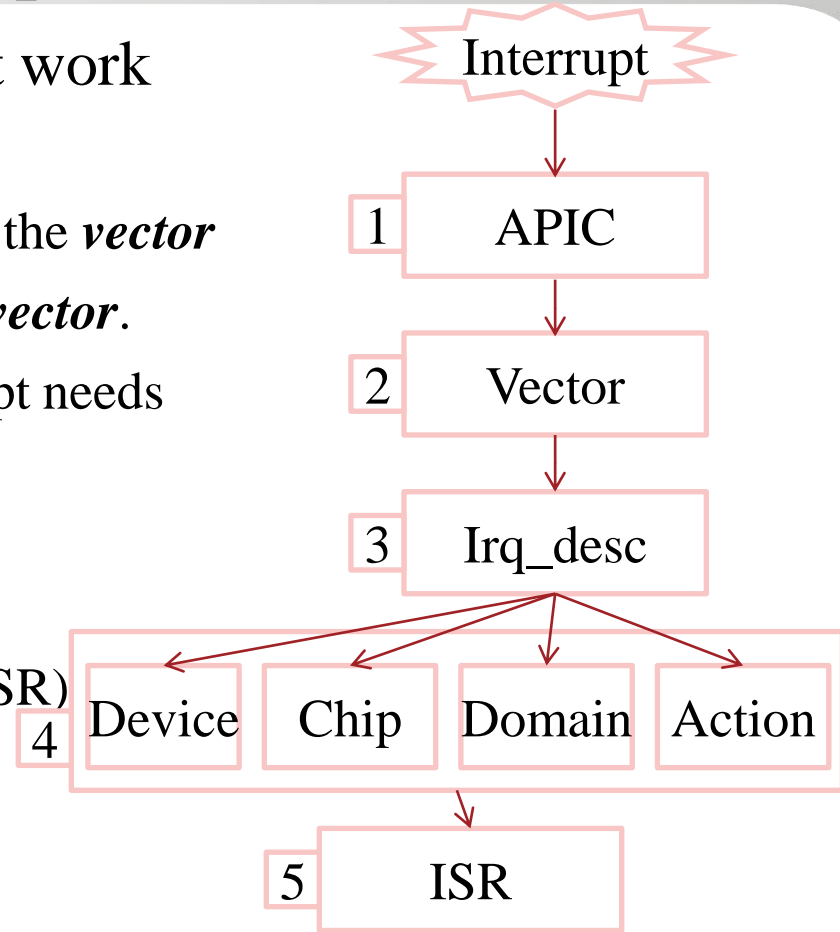 work
Interrupt
the vector
1
APIC
vector.
needs
2
Vector
3
Irq_desc
SR)
4
Device
Chip
Domain
Action
5
ISR